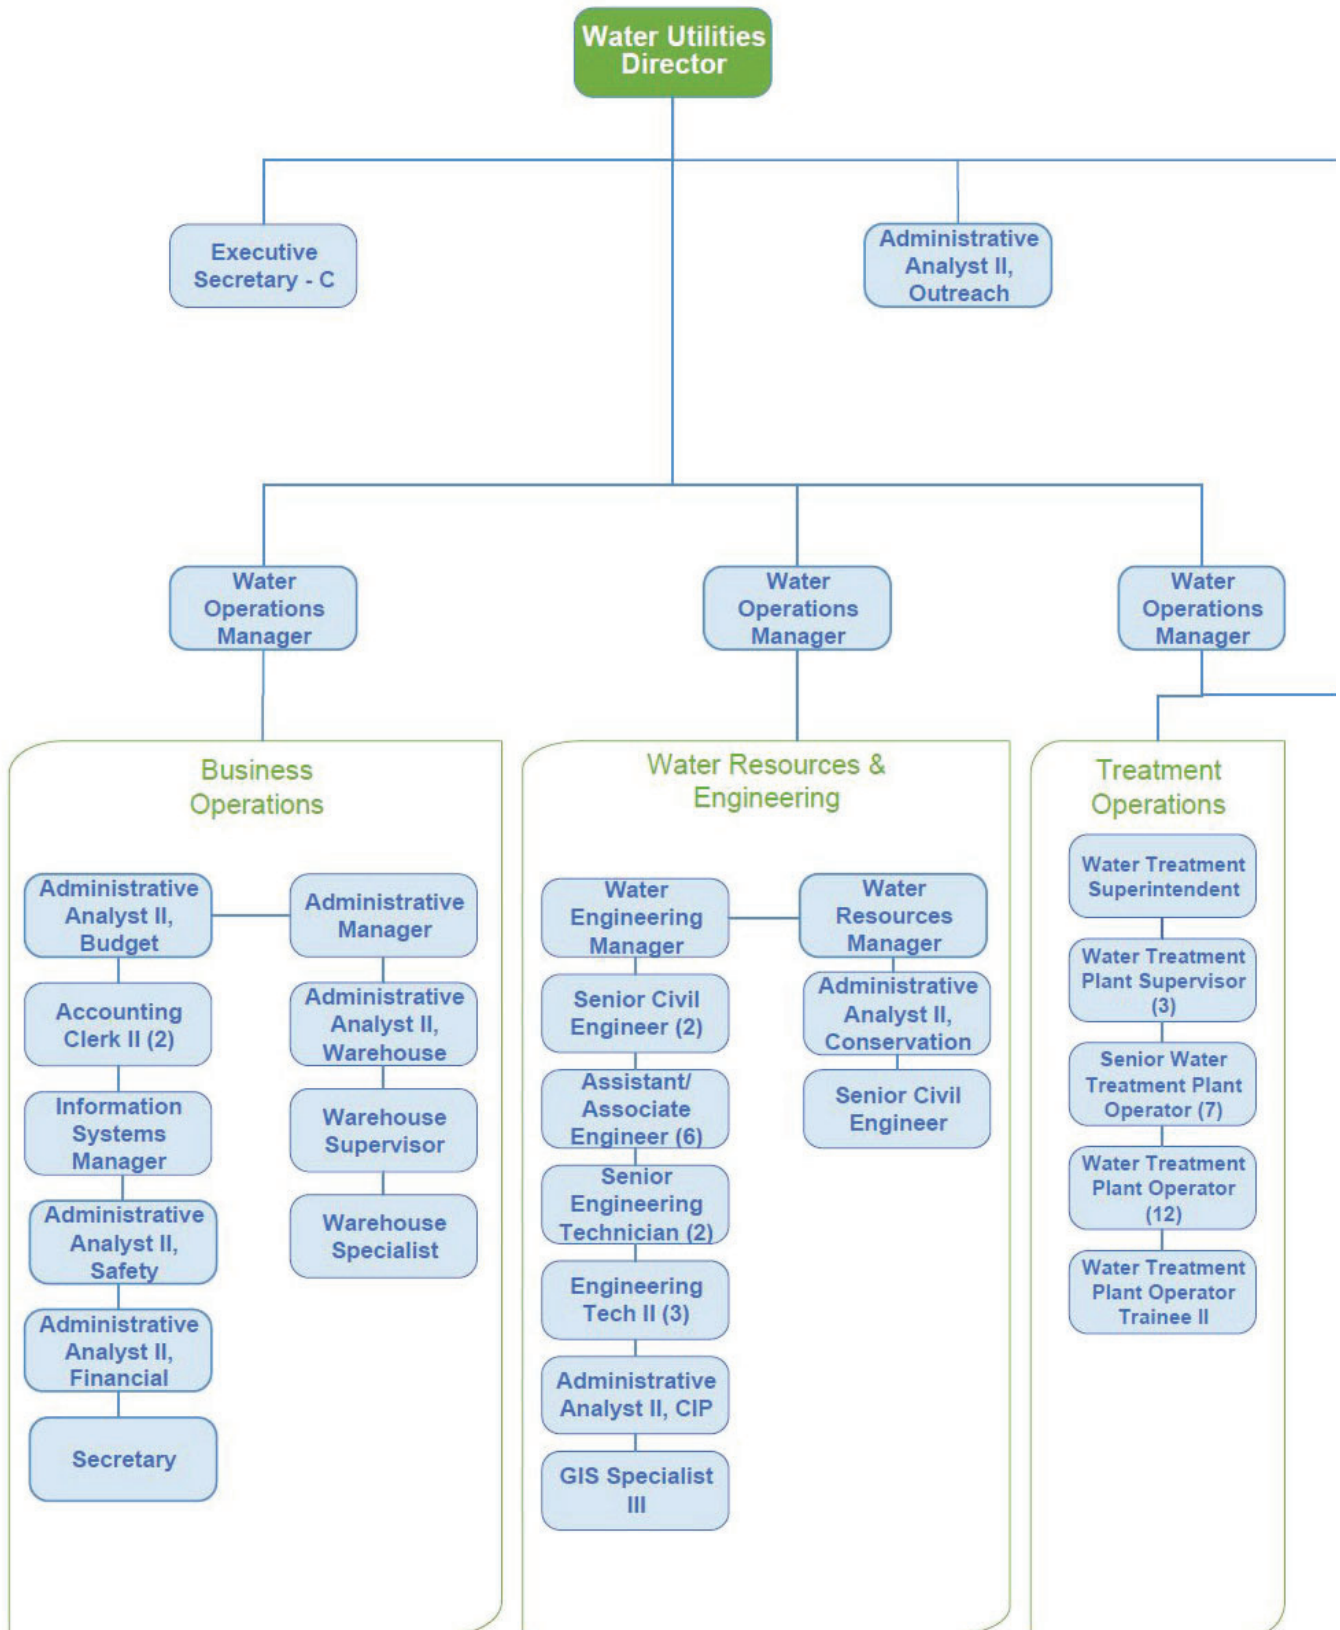 Water Utilities
Director
Executive
Secretary - C
Administrative
Analyst II,
Outreach
Water
Operations
Manager
Water
Operations
Manager
Water
Operations
Manager
Business
Operations
Administrative
Analyst II,
Budget
Accounting
Clerk II (2)
Information
Systems
Manager
Administrative
Analyst II,
Safety
Administrative
Analyst II,
Financial
Secretary
Administrative
Manager
Administrative
Analyst II,
Warehouse
Warehouse
Supervisor
Warehouse
Specialist
Water Resources &
Engineering
Water
Engineering
Manager
Senior Civil
Engineer (2)
Assistant/
Associate
Engineer (6)
Senior
Engineering
Technician (2)
Engineering
Tech II (3)
Administrative
Analyst II, CIP
GIS Specialist
III
Water
Resources
Manager
Administrative
Analyst II,
Conservation
Senior Civil
Engineer
Treatment
Operations
Water Treatment
Superintendent
Water Treatment
Plant Supervisor
(3)
Senior Water
Treatment Plant
Operator (7)
Water Treatment
Plant Operator
(12)
Water Treatment
Plant Operator
Trainee II